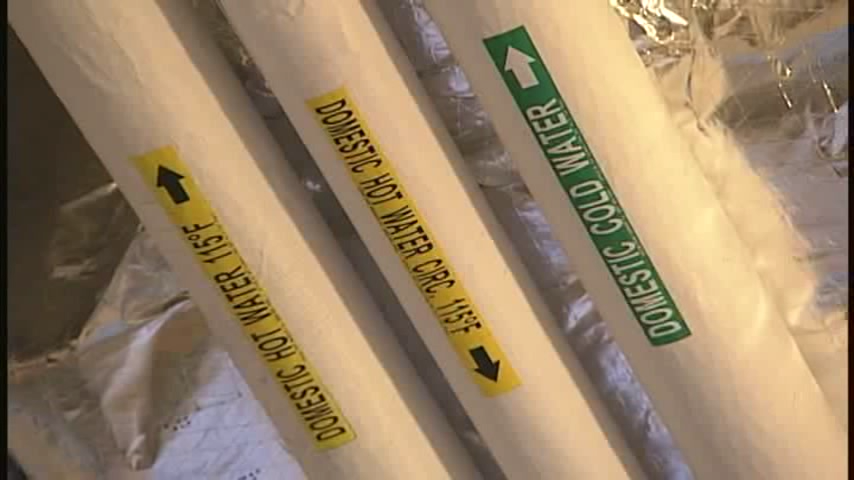 DOMESTIC HOT WATER 115°F
DOMESTIC HOT WATER CIRC. 115°F
DOMESTIC COLD WATER